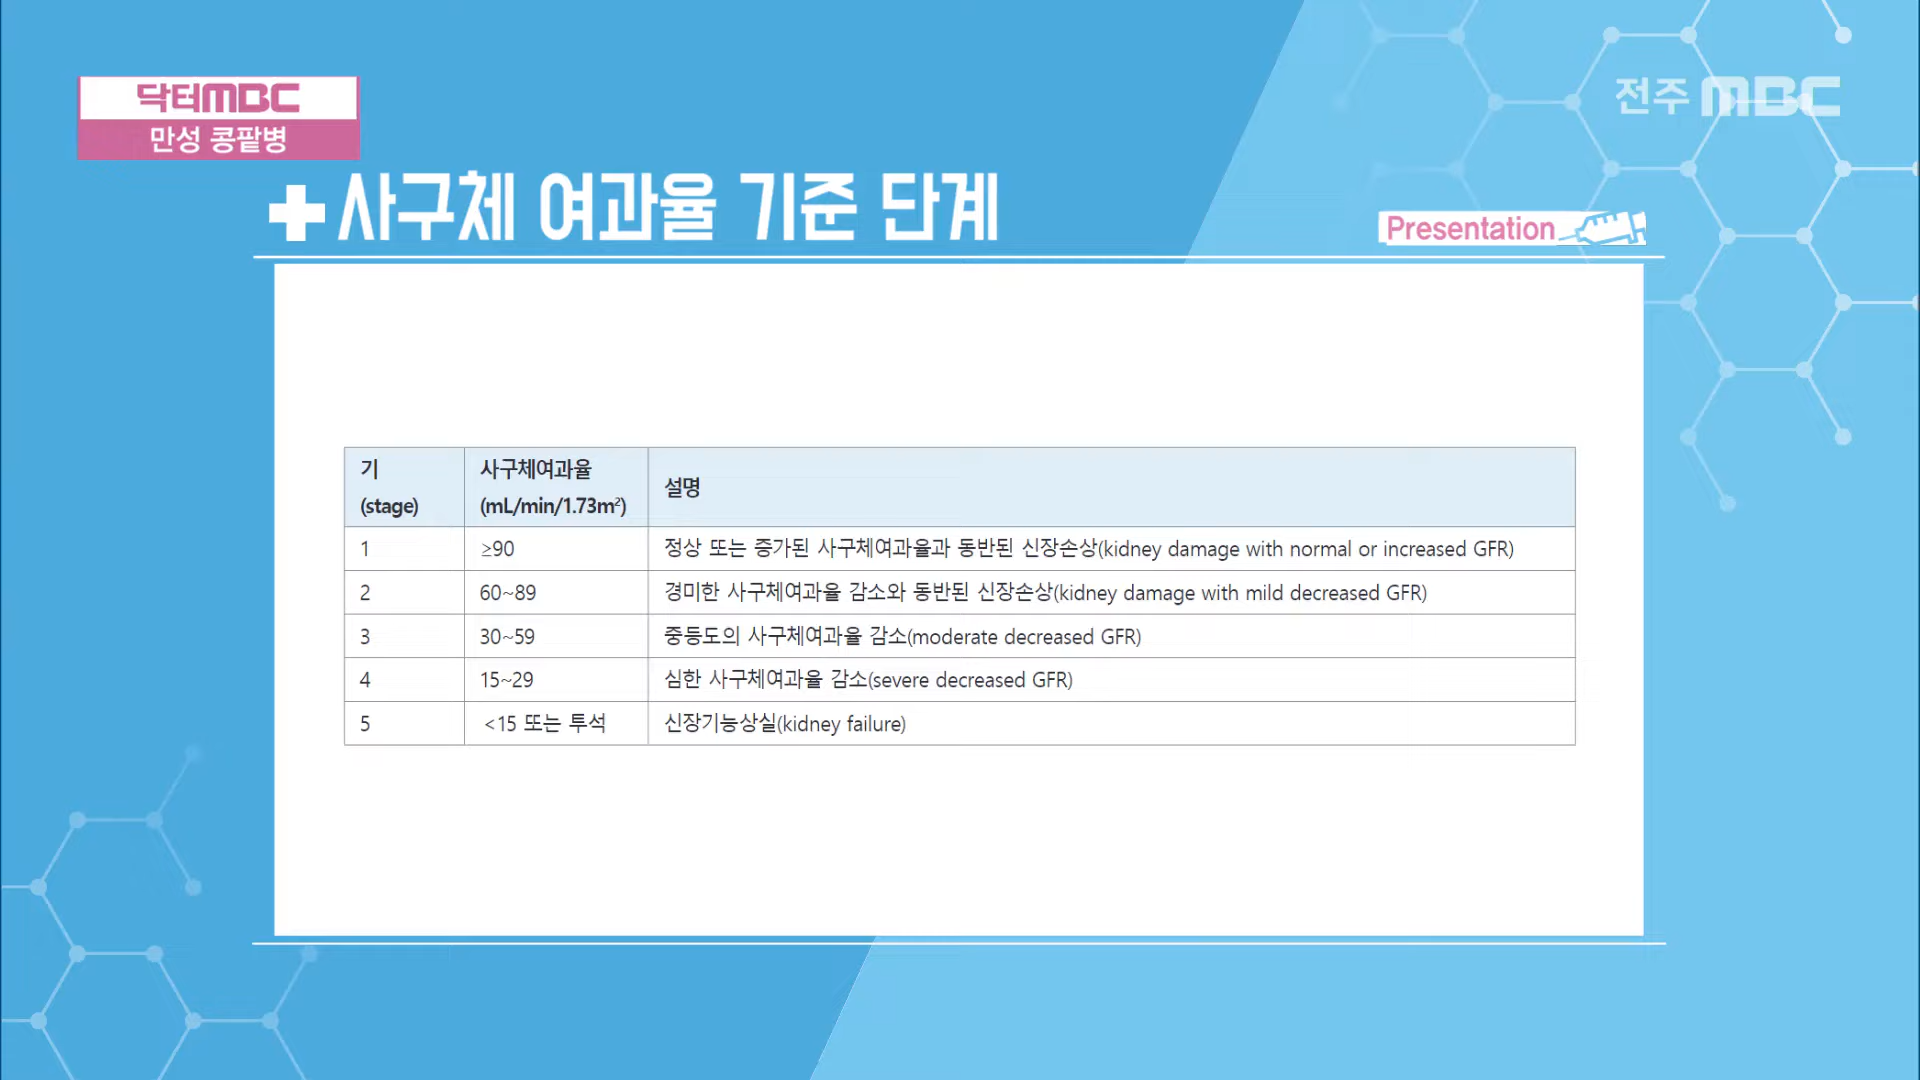 닥터MBC
만성 콩팥병
전주 MBC
사구체 여과율 기준 단계
Presentation
기 (stage) 사구체여과율 (mL/min/1.73m²) 설명
1 ≥90 정상 또는 증가된 사구체여과율과 동반된 신장손상(kidney damage with normal or increased GFR)
2 60~89 경미한 사구체여과율 감소와 동반된 신장손상(kidney damage with mild decreased GFR)
3 30~59 중등도의 사구체여과율 감소(moderate decreased GFR)
4 15~29 심한 사구체여과율 감소(severe decreased GFR)
5 <15 또는 투석 신장기능상실(kidney failure)